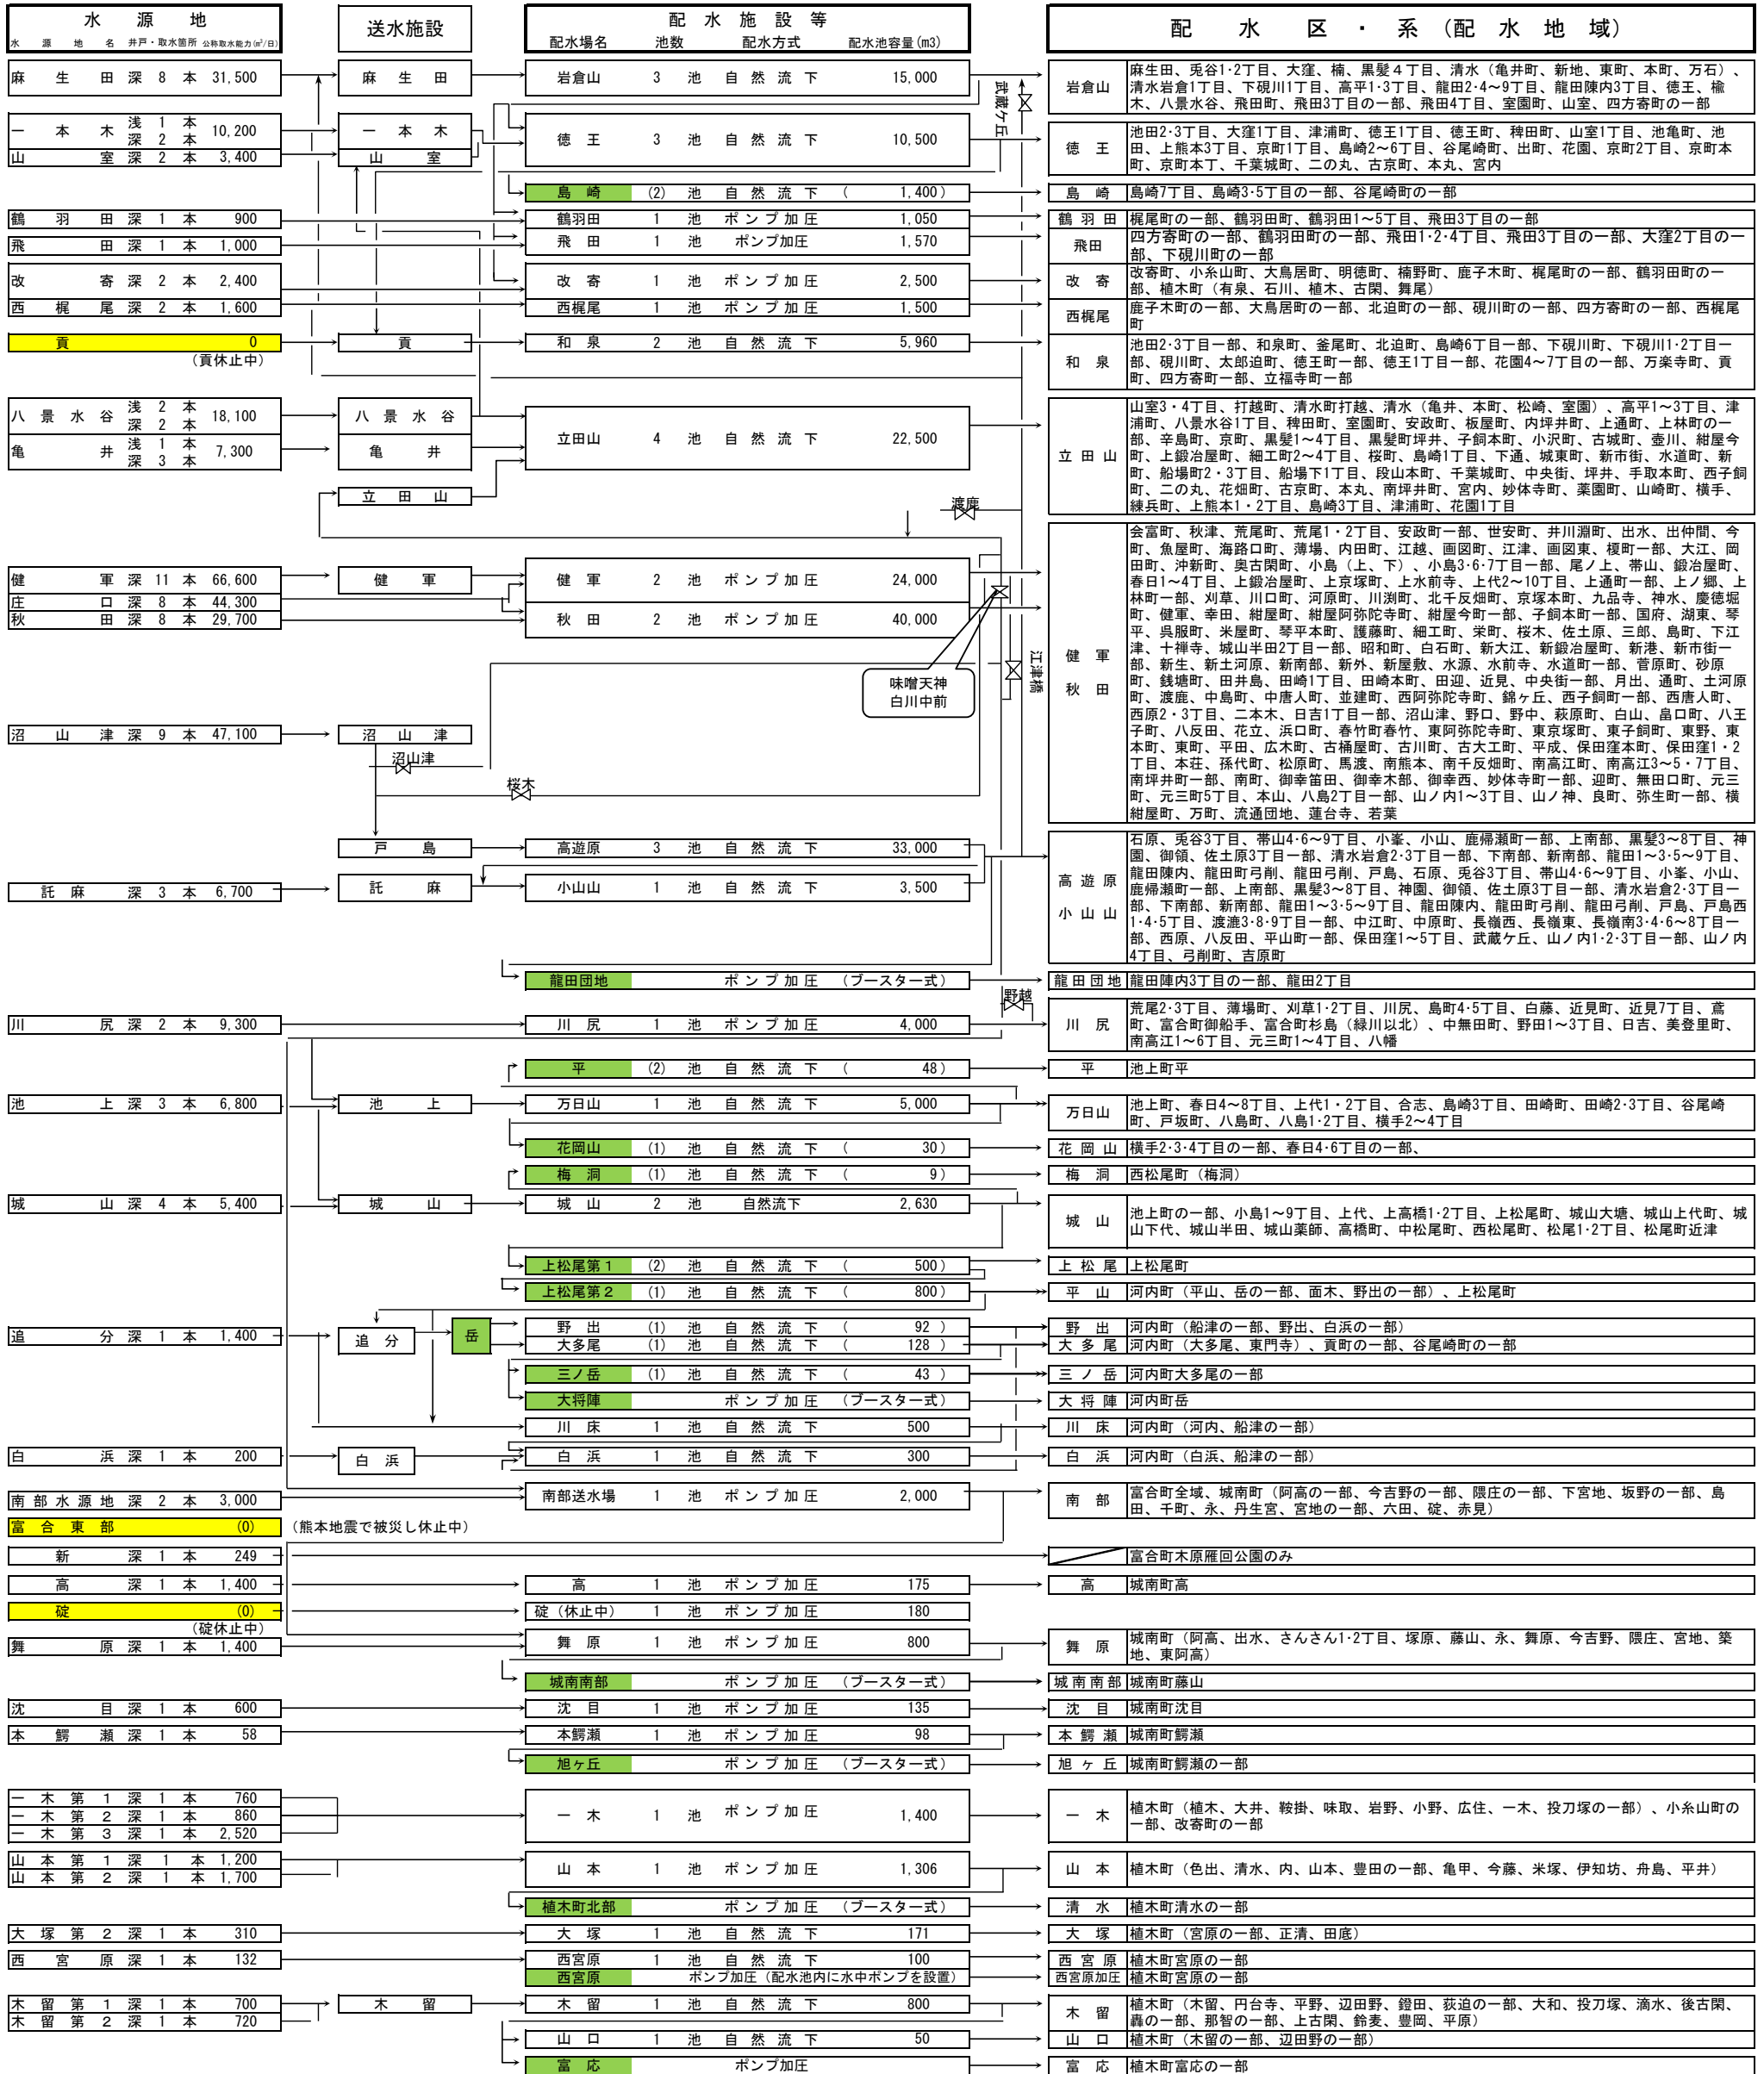 水源地
水源地名 井戸・取水箇所 公称取水能力(m³/日)
送水施設
配水施設等
配水場名 池数 配水方式 配水池容量(m3)
配水区・系（配水地域）
麻生田 深 8 本 31,500
麻生田
岩倉山 3 池 自然流下 15,000
岩倉山
麻生田、兎谷1･2丁目、大窪、楠、黒髪４丁目、清水（亀井町、新地、東町、本町、万石）、
清水岩倉1丁目、下硯川1丁目、高平1･3丁目、龍田2･4～9丁目、龍田陳内3丁目、徳王、楡
木、八景水谷、飛田町、飛田3丁目の一部、飛田4丁目、室園町、山室、四方寄町の一部
武蔵ケ丘
一本木 浅 1 本
深 2 本
10,200
一本木
山室 深 2 本 3,400
山室
徳王 3 池 自然流下 10,500
徳王
池田2･3丁目、大窪1丁目、津浦町、徳王1丁目、徳王町、稗田町、山室1丁目、池亀町、池
田、上熊本3丁目、京町1丁目、島崎2～6丁目、谷尾崎町、出町、花園、京町2丁目、京町本
町、京町本丁、千葉城町、二の丸、古京町、本丸、宮内
島崎 (2) 池 自然流下 ( 1,400 )
島崎
島崎7丁目、島崎3･5丁目の一部、谷尾崎町の一部
鶴羽田 深 1 本 900
鶴羽田 1 池 ポンプ加圧 1,050
鶴羽田
梶尾町の一部、鶴羽田町、鶴羽田1～5丁目、飛田3丁目の一部
飛田 深 1 本 1,000
飛田 1 池 ポンプ加圧 1,570
飛田
四方寄町の一部、鶴羽田町の一部、飛田1･2･4丁目、飛田3丁目の一部、大窪2丁目の一
部、下硯川町の一部
改寄 深 2 本 2,400
改寄 1 池 ポンプ加圧 2,500
改寄
改寄町、小糸山町、大鳥居町、明徳町、楠野町、鹿子木町、梶尾町の一部、鶴羽田町の一
部、植木町（有泉、石川、植木、古閑、舞尾）
西梶尾 深 2 本 1,600
西梶尾 1 池 ポンプ加圧 1,500
西梶尾
鹿子木町の一部、大鳥居町の一部、北迫町の一部、硯川町の一部、四方寄町の一部、西梶尾
町
貢 0
（貢休止中）
貢
和泉 2 池 自然流下 5,960
和泉
池田2･3丁目一部、和泉町、釜尾町、北迫町、島崎6丁目一部、下硯川町、下硯川1･2丁目一
部、硯川町、太郎迫町、徳王町一部、徳王1丁目一部、花園4～7丁目の一部、万楽寺町、貢
町、四方寄町一部、立福寺町一部
八景水谷 浅 2 本
深 2 本
18,100
八景水谷
亀井 浅 1 本
深 3 本
7,300
亀井
立田山
立田山 4 池 自然流下 22,500
立田山
山室3・4丁目、打越町、清水町打越、清水（亀井、本町、松崎、室園）、高平1～3丁目、津
浦町、八景水谷1丁目、稗田町、室園町、安政町、板屋町、内坪井町、上通町、上林町の一
部、辛島町、京町、黒髪1～4丁目、黒髪町坪井、子飼本町、小沢町、古城町、壺川、紺屋今
町、上鍛冶屋町、細工町2～4丁目、桜町、島崎1丁目、下通、城東町、新市街、水道町、新
町、船場町2・3丁目、船場下1丁目、段山本町、千葉城町、中央街、坪井、手取本町、西子飼
町、二の丸、花畑町、古京町、本丸、南坪井町、宮内、妙体寺町、薬園町、山崎町、横手、
練兵町、上熊本1・2丁目、島崎3丁目、津浦町、花園1丁目
渡鹿
健軍 深 11 本 66,600
健軍
健軍 2 池 自然流下 24,000
庄口 深 8 本 44,300
秋田 深 8 本 29,700
秋田 2 池 自然流下 40,000
健軍
秋田
会富町、秋津、荒尾町、荒尾1・2丁目、安政町一部、世安町、井川淵町、出水、出仲間、今
町、魚屋町、海路口町、薄場、内田町、江越、画図町、江津、画図東、榎町一部、大江、岡
田町、沖新町、奥古閑町、小島（上、下）、小島3･6･7丁目一部、尾ノ上、帯山、鍛冶屋町、
春日1～4丁目、上鍛冶屋町、上京塚町、上水前寺、上代2～10丁目、上通町一部、上ノ郷、上
林町一部、刈草、川口町、河原町、川渕町、北千反畑町、京塚本町、九品寺、神水、慶徳堀
町、健軍、幸田、紺屋町、紺屋阿弥陀寺町、紺屋今町一部、子飼本町一部、国府、湖東、琴
平、呉服町、米屋町、琴平本町、護藤町、細工町、栄町、桜木、佐土原、三郎、島町、下江
津、十禅寺、城山半田2丁目一部、昭和町、白石町、新大江、新鍛冶屋町、新港、新市街一
部、新生、新土河原、新南部、新外、新屋敷、水源、水前寺、水道町一部、菅原町、砂原
町、銭塘町、田井島、田崎1丁目、田崎本町、田迎、近見、中央街一部、月出、通町、土河原
町、渡鹿、中島町、中唐人町、並建町、西阿弥陀寺町、錦ヶ丘、西子飼町一部、西唐人町、
西原2・3丁目、二本木、日吉1丁目一部、沼山津、野口、野中、萩原町、白山、畠口町、八王
子町、八反田、花立、浜口町、春竹町春竹、東阿弥陀寺町、東京塚町、東子飼町、東野、東
本町、東町、平田、広木町、古桶屋町、古川町、古大工町、平成、保田窪本町、保田窪1・2
丁目、本荘、孫代町、松原町、馬渡、南熊本、南千反畑町、南高江町、南高江3～5・7丁目、
南坪井町一部、南町、御幸笛田、御幸木部、御幸西、妙体寺町一部、迎町、無田口町、元三
町、元三町5丁目、本山、八島2丁目一部、山ノ内1～3丁目、山ノ神、良町、弥生町一部、横
紺屋町、万町、流通団地、蓮台寺、若葉
江津橋
味噌天神
白川中前
沼山津 深 9 本 47,100
沼山津
沼山津
桜木
戸島
高遊原 3 池 自然流下 33,000
託麻 深 3 本 6,700
託麻
小山山 1 池 自然流下 3,500
高遊原
小山山
石原、兎谷3丁目、帯山4･6～9丁目、小峯、小山、鹿帰瀬町一部、上南部、黒髪3～8丁目、神
園、御領、佐土原3丁目一部、清水岩倉2･3丁目一部、下南部、新南部、龍田1～3･5～9丁目、
龍田陳内、龍田町弓削、龍田弓削、戸島、石原、兎谷3丁目、帯山4･6～9丁目、小峯、小山、
鹿帰瀬町一部、上南部、黒髪3～8丁目、神園、御領、佐土原3丁目一部、清水岩倉2･3丁目一
部、下南部、新南部、龍田1～3･5～9丁目、龍田陳内、龍田町弓削、龍田弓削、戸島、戸島西
1･4･5丁目、渡漉3･8･9丁目一部、中江町、中原町、長嶺西、長嶺東、長嶺南3･4･6～8丁目一
部、西原、八反田、平山町一部、保田窪1～5丁目、武蔵ケ丘、山ノ内1･2･3丁目一部、山ノ内
4丁目、弓削町、吉原町
龍田団地 ポンプ加圧 （ブースター式）
龍田団地
龍田陣内3丁目の一部、龍田2丁目
野越
川尻 深 2 本 9,300
川尻 1 池 ポンプ加圧 4,000
川尻
荒尾2･3丁目、薄場町、刈草1･2丁目、川尻、島町4･5丁目、白藤、近見町、近見7丁目、鳶
町、富合町御船手、富合町杉島（緑川以北）、中無田町、野田1～3丁目、日吉、美登里町、
南高江1～6丁目、元三町1～4丁目、八幡
平 (2) 池 自然流下 ( 48 )
平
池上町平
池上 深 3 本 6,800
池上
万日山 1 池 自然流下 5,000
万日山
池上町、春日4～8丁目、上代1・2丁目、合志、島崎3丁目、田崎町、田崎2･3丁目、谷尾崎
町、戸坂町、八島町、八島1･2丁目、横手2～4丁目
花岡山 (1) 池 自然流下 ( 30 )
花岡山
横手2･3･4丁目の一部、春日4･6丁目の一部、
梅洞 (1) 池 自然流下 ( 9 )
梅洞
西松尾町（梅洞）
城山 深 4 本 5,400
城山
城山 2 池 自然流下 2,630
城山
池上町の一部、小島1～9丁目、上代、上高橋1･2丁目、上松尾町、城山大塘、城山上代町、城
山下代、城山半田、城山薬師、高橋町、中松尾町、西松尾町、松尾1･2丁目、松尾町近津
上松尾第１ (2) 池 自然流下 ( 500 )
上松尾
上松尾町
上松尾第２ (1) 池 自然流下 ( 800 )
平山
河内町（平山、岳の一部、面木、野出の一部）、上松尾町
追分 深 1 本 1,400
追分
岳
野出 (1) 池 自然流下 ( 92 )
野出
河内町（船津の一部、野出、白浜の一部）
大多尾 (1) 池 自然流下 ( 128 )
大多尾
河内町（大多尾、東門寺）、貢町の一部、谷尾崎町の一部
三ノ岳 (1) 池 自然流下 ( 43 )
三ノ岳
河内町大多尾の一部
大将陣 ポンプ加圧 （ブースター式）
大将陣
河内町岳
川床 1 池 自然流下 500
川床
河内町（河内、船津の一部）
白浜 深 1 本 200
白浜
白浜 1 池 自然流下 300
白浜
河内町（白浜、船津の一部）
南部水源地 深 2 本 3,000
南部送水場 1 池 2,000
南部
富合町全域、城南町（阿高の一部、今吉野の一部、隈庄の一部、下宮地、坂野の一部、島
田、千町、永、丹生宮、宮地の一部、六田、碇、赤見）
富合東部 (0) （熊本地震で被災し休止中）
新 深 1 本 249
富合町木原雁回公園のみ
高 深 1 本 1,400
高 1 池 ポンプ加圧 175
高
城南町高
碇 (0)
（碇休止中）
碇（休止中） 1 池 ポンプ加圧 180
舞原 深 1 本 1,400
舞原 1 池 ポンプ加圧 800
舞原
城南町（阿高、出水、さんさん1･2丁目、塚原、藤山、永、舞原、今吉野、隈庄、宮地、築
地、東阿高）
城南南部 ポンプ加圧 （ブースター式）
城南南部
城南町藤山
沈目 深 1 本 600
沈目 1 池 ポンプ加圧 135
沈目
城南町沈目
本鰐瀬 深 1 本 58
本鰐瀬 1 池 ポンプ加圧 98
本鰐瀬
城南町鰐瀬
旭ヶ丘 ポンプ加圧 （ブースター式）
旭ヶ丘
城南町鰐瀬の一部
一木第1 深 1 本 760
一木第2 深 1 本 860
一木第3 深 1 本 2,520
一木 1 池 ポンプ加圧 1,400
一木
植木町（植木、大井、鞍掛、味取、岩野、小野、広住、一木、投刀塚の一部）、小糸山町の
一部、改寄町の一部
山本第1 深 1 本 1,200
山本第2 深 1 本 1,700
山本 1 池 ポンプ加圧 1,306
山本
植木町（色出、清水、内、山本、豊田の一部、亀甲、今藤、米塚、伊知坊、舟島、平井）
植木町北部 ポンプ加圧 （ブースター式）
清水
植木町清水の一部
大塚第2 深 1 本 310
大塚 1 池 自然流下 171
大塚
植木町（宮原の一部、正清、田底）
西宮原 深 1 本 132
西宮原 1 池 自然流下 100
西宮原
植木町宮原の一部
西宮原 ポンプ加圧（配水池内に水中ポンプを設置）
西宮原加圧
植木町宮原の一部
木留第1 深 1 本 700
木留第2 深 1 本 720
木留
木留 1 池 自然流下 800
木留
植木町（木留、円台寺、平野、辺田野、鐙田、荻迫の一部、大和、投刀塚、滴水、後古閑、
轟の一部、那智の一部、上古閑、鈴麦、豊岡、平原）
山口 1 池 自然流下 50
山口
植木町（木留の一部、辺田野の一部）
富応 ポンプ加圧
富応
植木町富応の一部